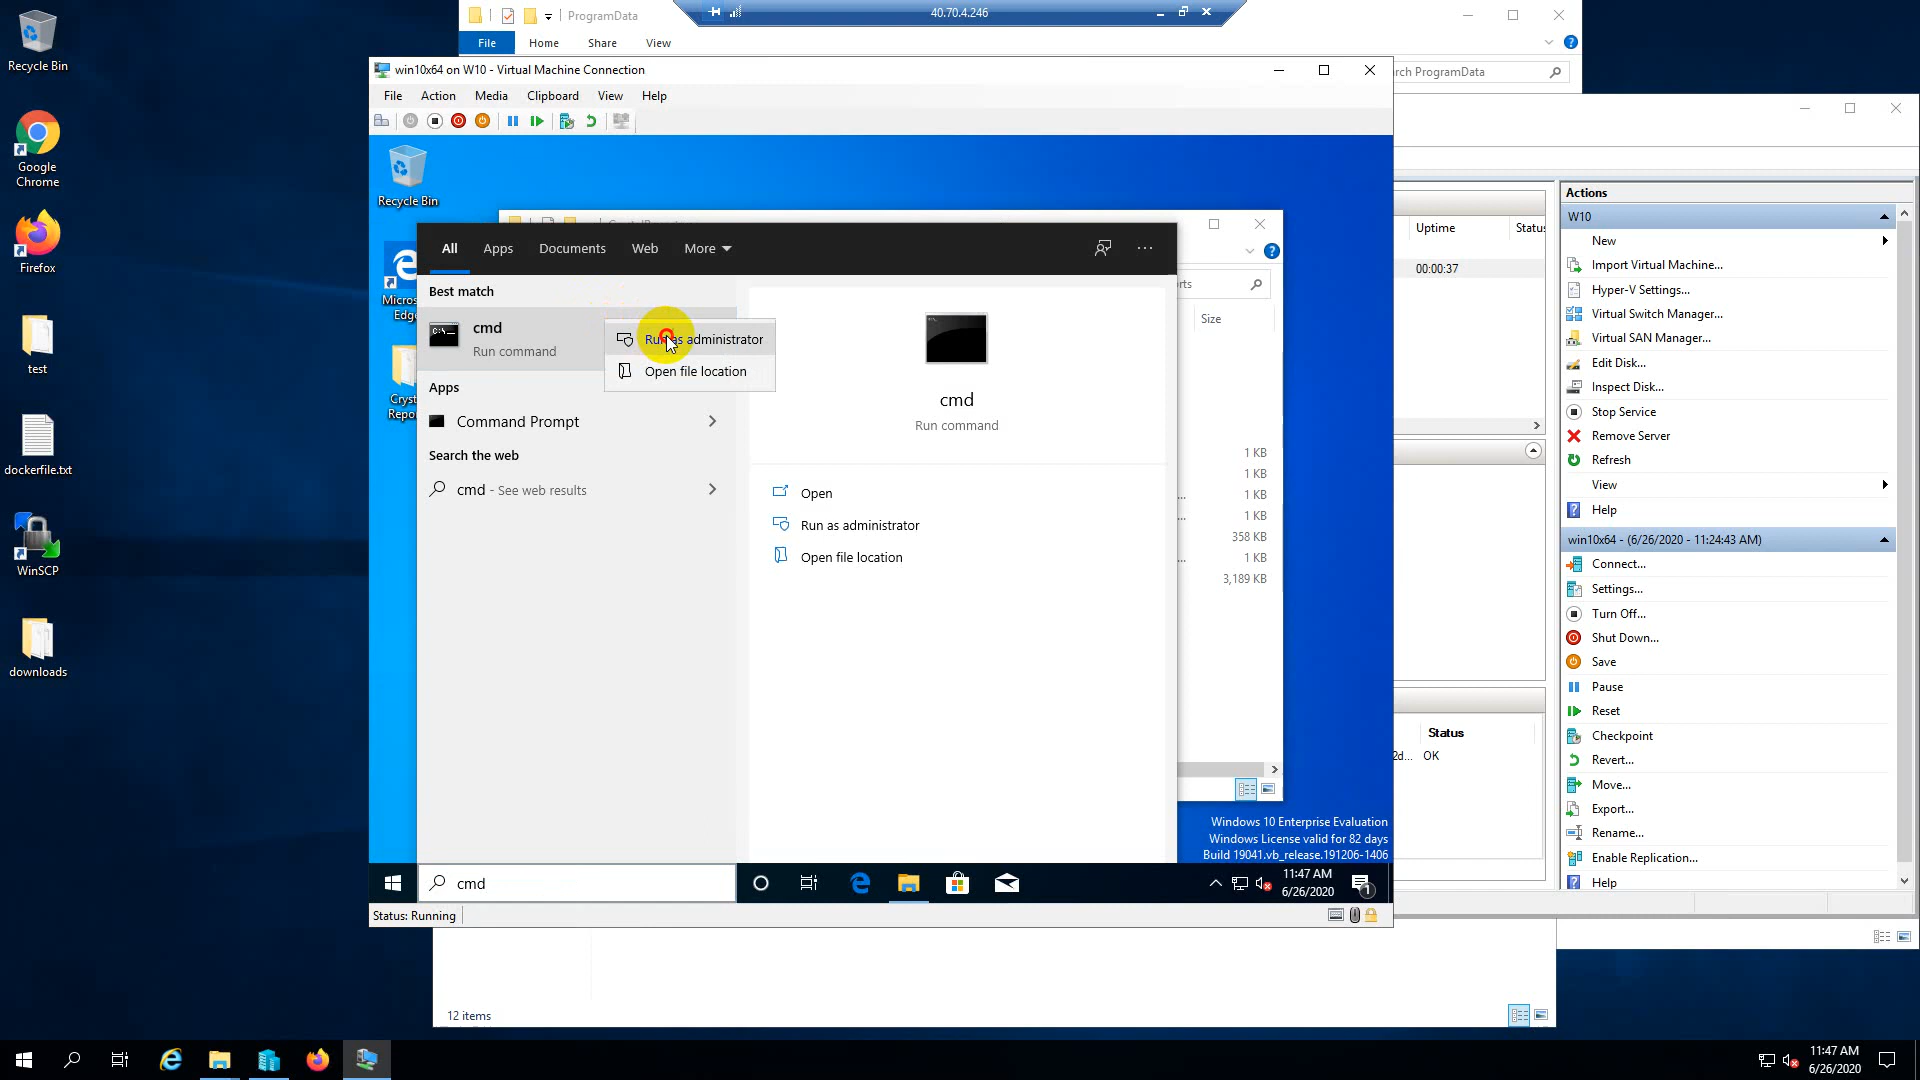 Recycle Bin
Google
Chrome
Firefox
test
dockerfile.txt
WinSCP
downloads
ProgramData
40.70.4.246
File
Home
Share
View
rch ProgramData
win10x64 on W10 - Virtual Machine Connection
File
Action
Media
Clipboard
View
Help
Recycle Bin
Micros
Edg
Cryst
Repo
rts
Size
All
Apps
Documents
Web
More
Best match
cmd
Run command
Run as administrator
Open file location
Apps
Command Prompt
Search the web
cmd - See web results
cmd
Run command
Open
Run as administrator
Open file location
1 KB
1 KB
1 KB
1 KB
358 KB
1 KB
3,189 KB
Windows 10 Enterprise Evaluation
Windows License valid for 82 days
Build 19041.vb_release.191206-1406
cmd
11:47 AM
6/26/2020
1
Status: Running
12 items
Uptime
Status
00:00:37
Status
2d...
OK
Actions
W10
New
Import Virtual Machine...
Hyper-V Settings...
Virtual Switch Manager...
Virtual SAN Manager...
Edit Disk...
Inspect Disk...
Stop Service
Remove Server
Refresh
View
Help
win10x64 - (6/26/2020 - 11:24:43 AM)
Connect...
Settings...
Turn Off...
Shut Down...
Save
Pause
Reset
Checkpoint
Revert...
Move...
Export...
Rename...
Enable Replication...
Help
11:47 AM
6/26/2020